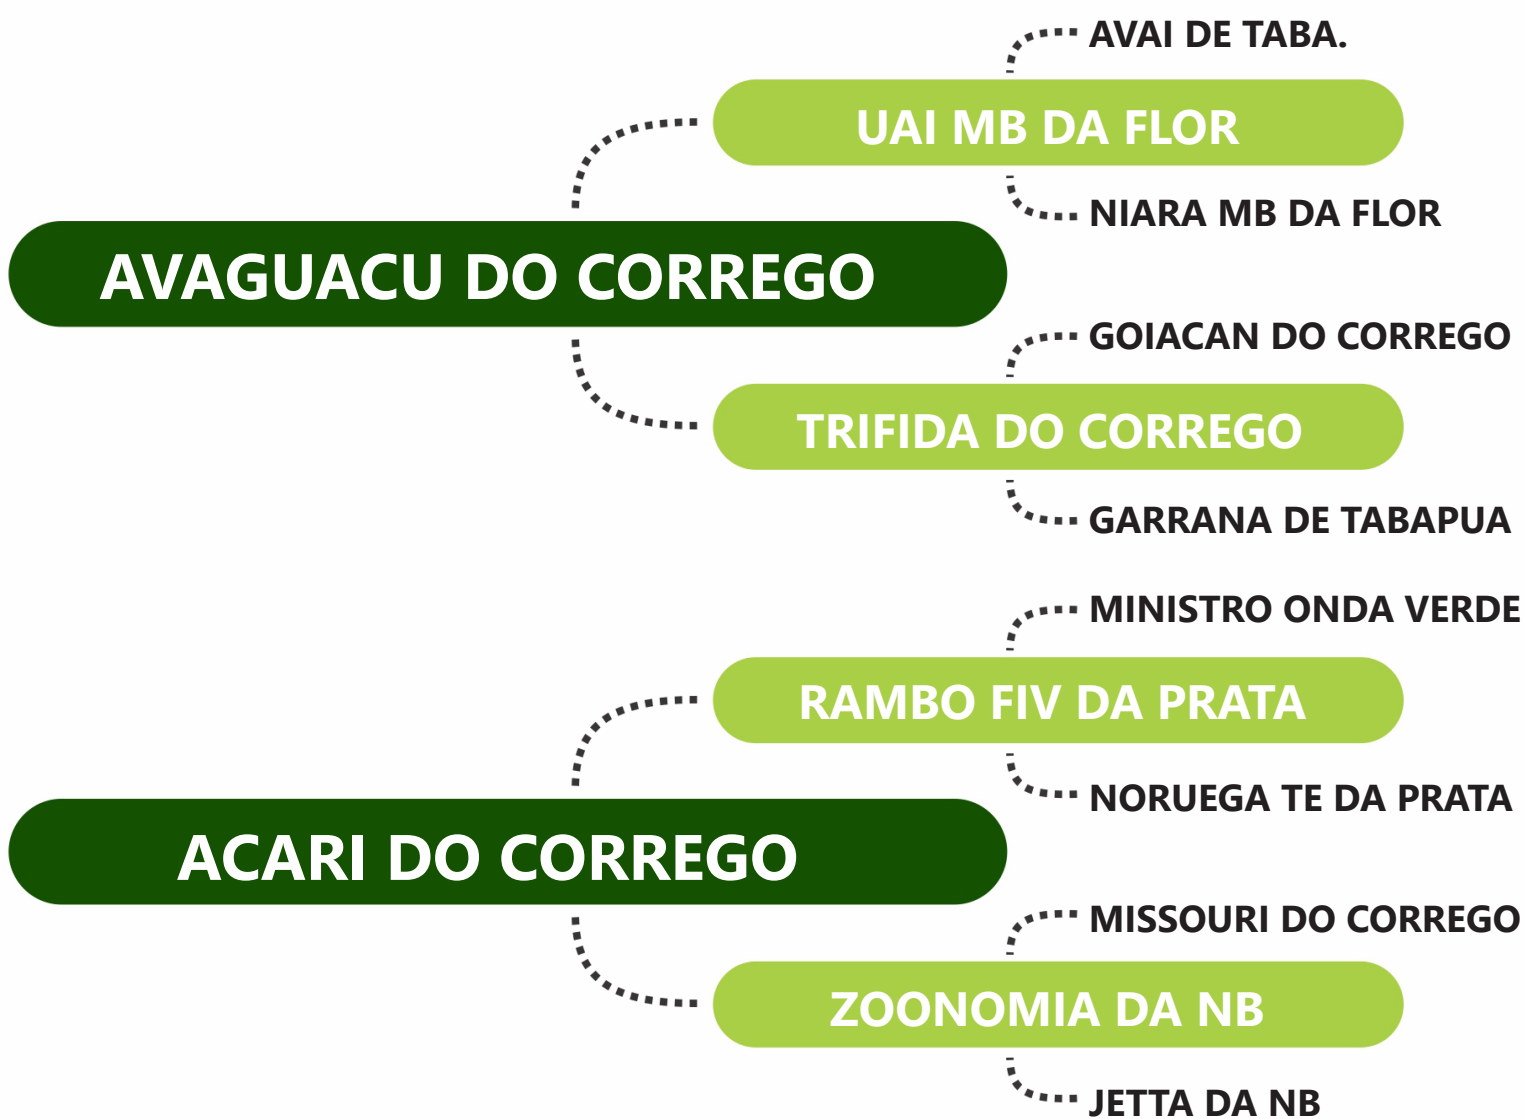 AVAI DE TABA.
UAI MB DA FLOR
NIARA MB DA FLOR
AVAGUACU DO CORREGO
GOIACAN DO CORREGO
TRIFIDA DO CORREGO
GARRANA DE TABAPUA
MINISTRO ONDA VERDE
RAMBO FIV DA PRATA
NORUEGA TE DA PRATA
ACARI DO CORREGO
MISSOURI DO CORREGO
ZOONOMIA DA NB
JETTA DA NB